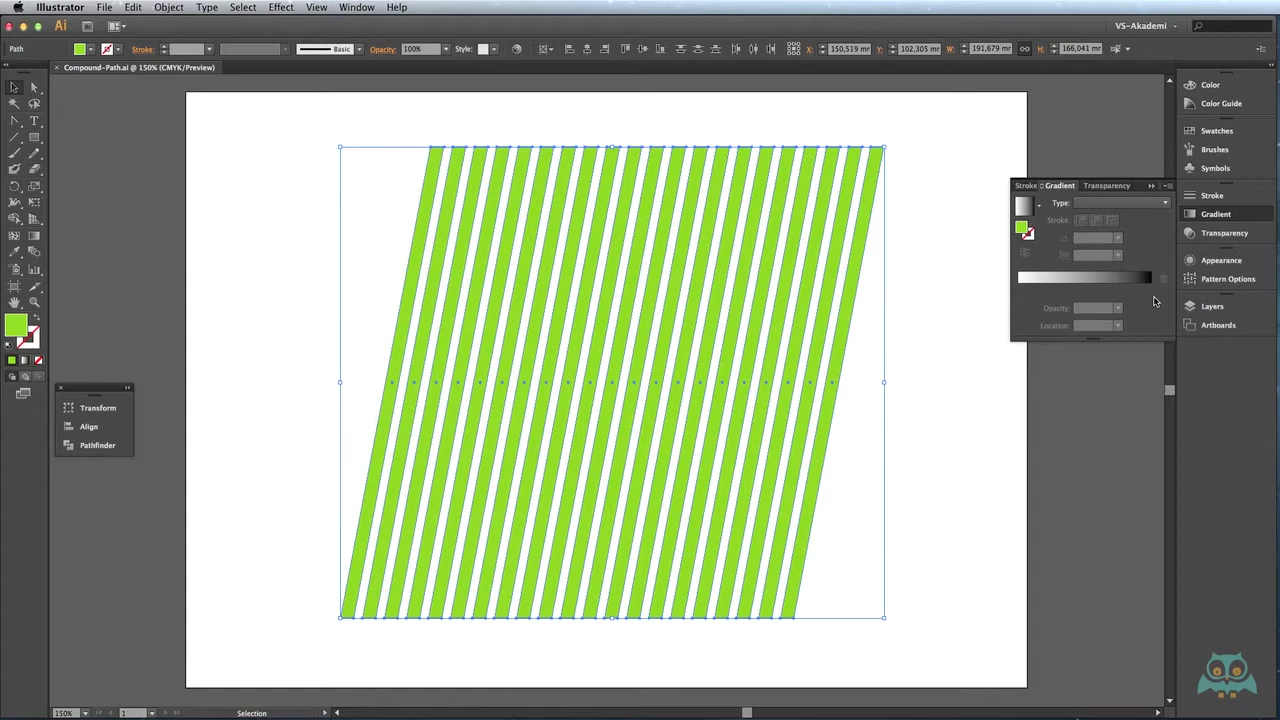 Illustrator File Edit Object Type Select Effect View Window Help
Ai VS-Akademi
Path Stroke: Basic Opacity: 100% Style: X: 150,519 mm Y: 102,305 mm W: 191,679 mm H: 166,041 mm
× Compound-Path.ai @ 150% (CMYK/Preview)
Color
Color Guide
Swatches
Brushes
Symbols
Stroke
Gradient
Transparency
Appearance
Pattern Options
Layers
Artboards
Stroke Gradient Transparency
Type:
Stroke:
Opacity:
Location:
Transform
Align
Pathfinder
150% 1 Selection